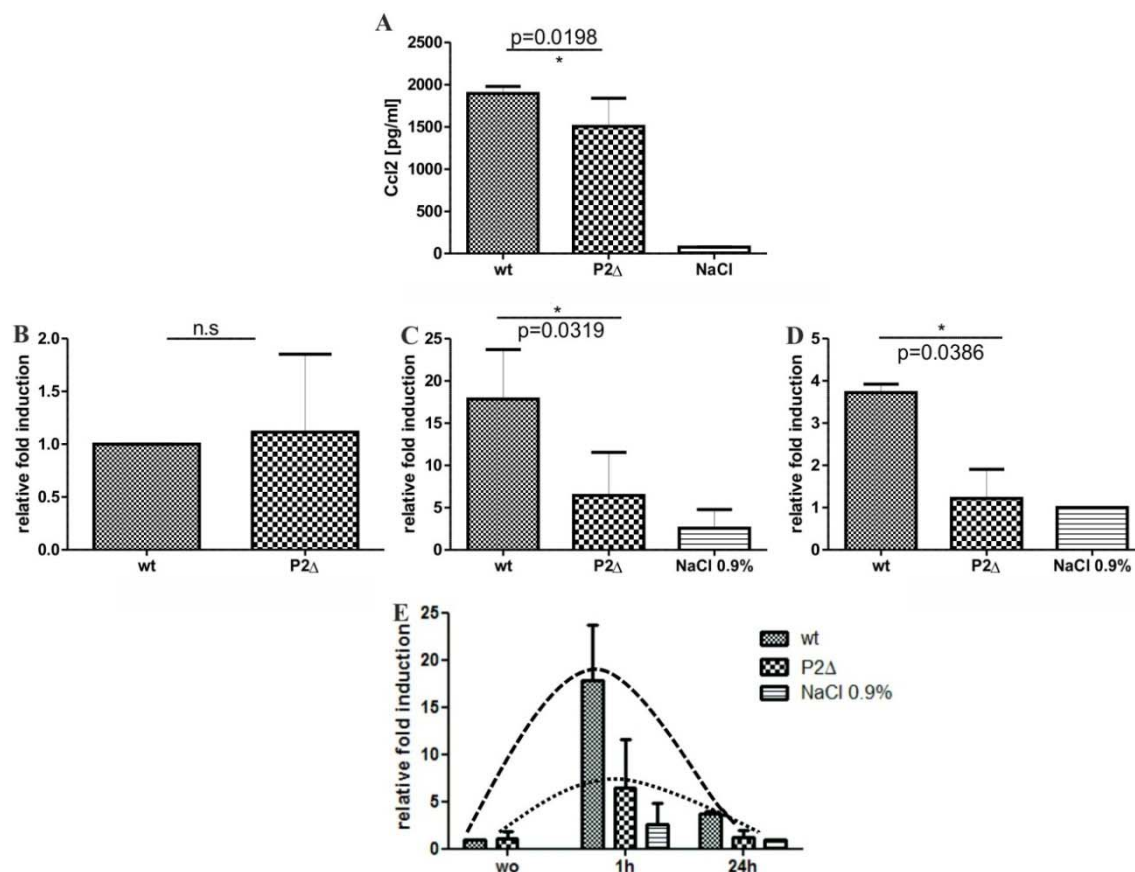 A
p=0.0198
*
2500
2000
1500
1000
500
0
Ccl2 [pg/ml]
wt P2Δ NaCl
B
n.s
2.0
1.5
1.0
0.5
0.0
relative fold induction
wt P2Δ
C
*
p=0.0319
25
20
15
10
5
0
relative fold induction
wt P2Δ NaCl 0.9%
D
*
p=0.0386
5
4
3
2
1
0
relative fold induction
wt P2Δ NaCl 0.9%
E
25
20
15
10
5
0
relative fold induction
wo 1h 24h
wt
P2Δ
NaCl 0.9%